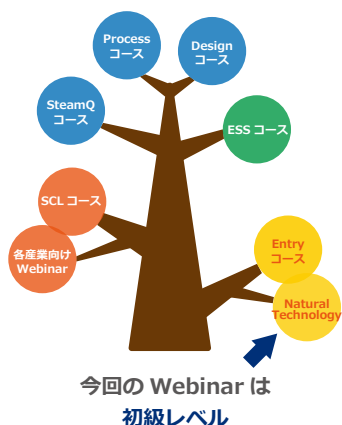 Process
コース
Design
コース
SteamQ
コース
ESS コース
SCL コース
各産業向け
Webinar
Entry
コース
Natural
Technology
今回の Webinar は
初級レベル